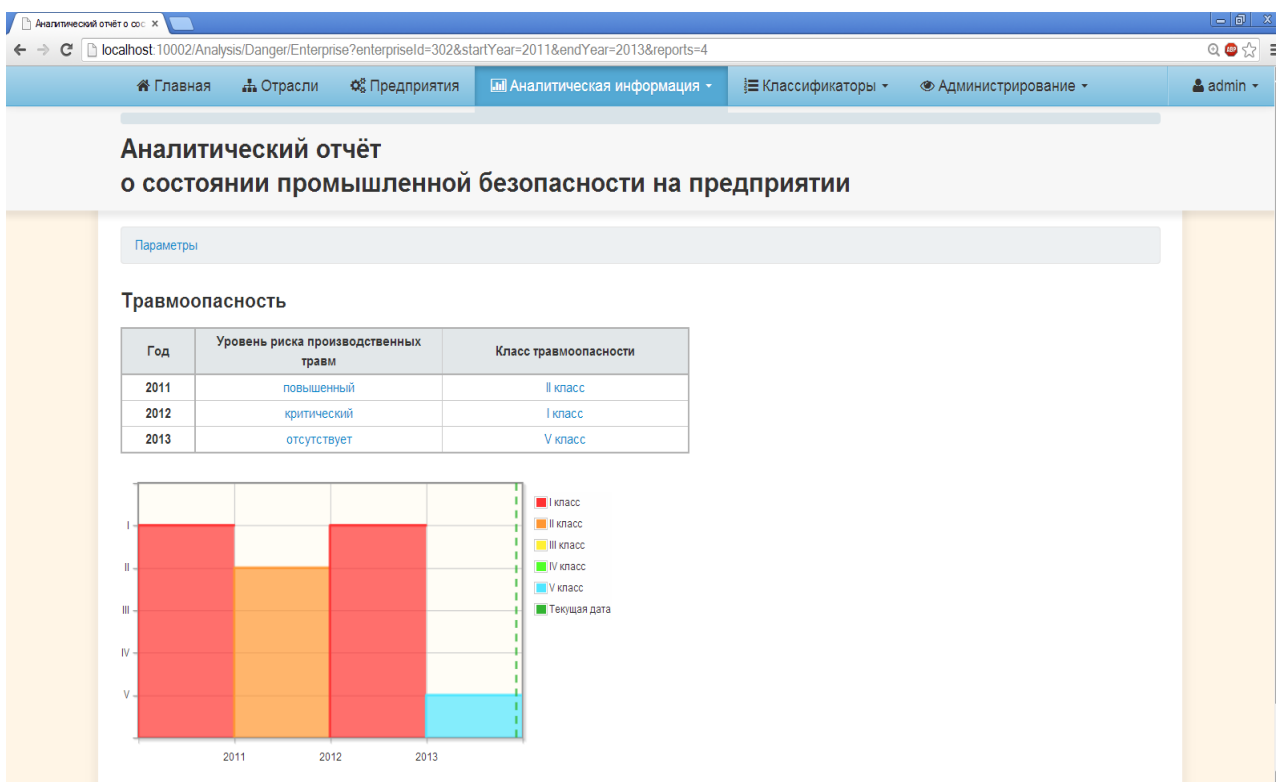 Аналитический отчёт о сос
localhost:10002/Analysis/Danger/Enterprise?enterpriseId=302&startYear=2011&endYear=2013&reports=4
Главная Отрасли Предприятия Аналитическая информация Классификаторы Администрирование admin
Аналитический отчёт
о состоянии промышленной безопасности на предприятии
Параметры
Травмоопасность
Год Уровень риска производственных травм Класс травмоопасности
2011 повышенный II класс
2012 критический I класс
2013 отсутствует V класс
I
II
III
IV
V
2011 2012 2013
I класс
II класс
III класс
IV класс
V класс
Текущая дата